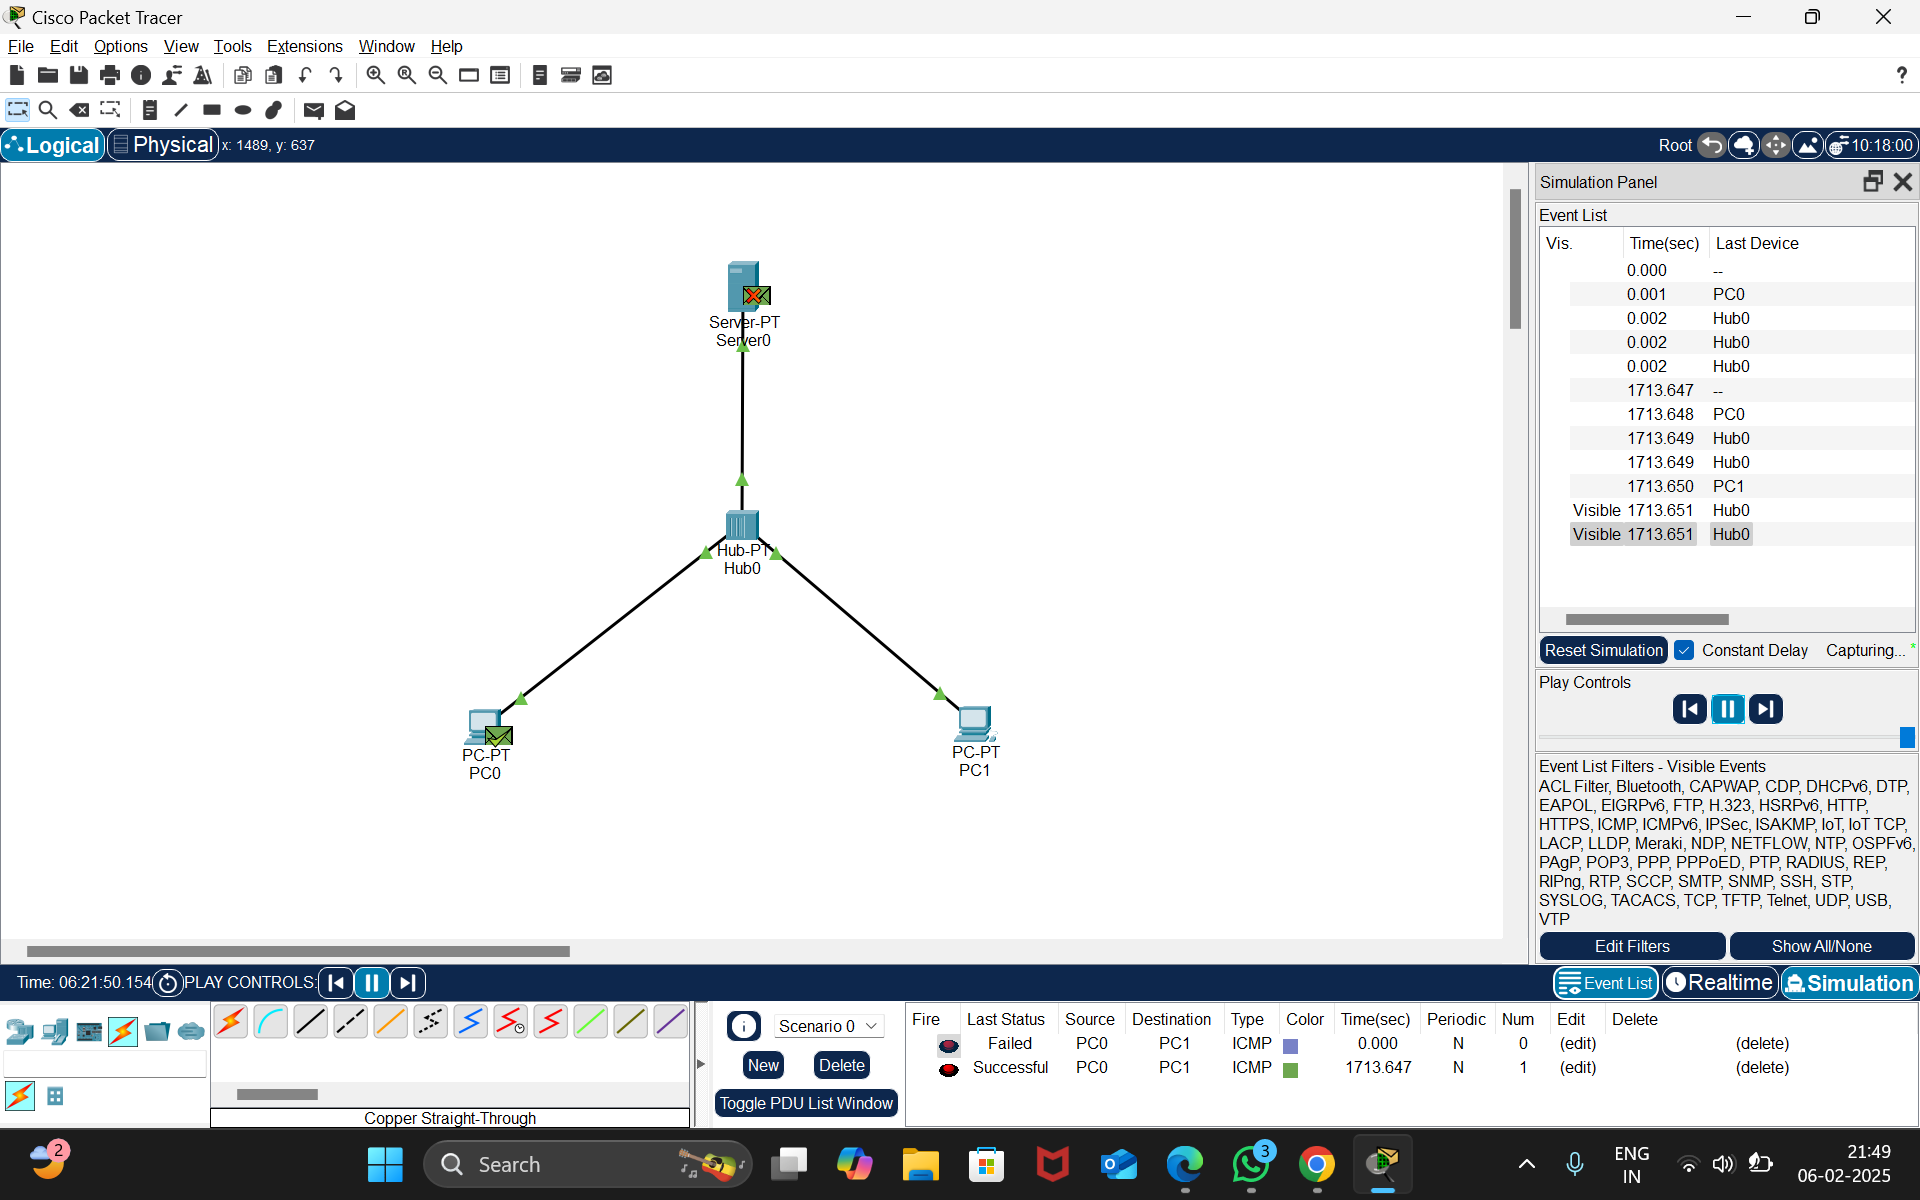 Cisco Packet Tracer
File Edit Options View Tools Extensions Window Help
?
Logical Physical x: 1489, y: 637 Root 10:18:00
Simulation Panel
Event List
Vis. Time(sec) Last Device
0.000 --
0.001 PC0
0.002 Hub0
0.002 Hub0
0.002 Hub0
1713.647 --
1713.648 PC0
1713.649 Hub0
1713.649 Hub0
1713.650 PC1
Visible 1713.651 Hub0
Visible 1713.651 Hub0
Server-PT
Server0
Hub-PT
Hub0
PC-PT
PC0
PC-PT
PC1
Reset Simulation Constant Delay Capturing... *
Play Controls
Event List Filters - Visible Events
ACL Filter, Bluetooth, CAPWAP, CDP, DHCPv6, DTP,
EAPOL, EIGRPv6, FTP, H.323, HSRPv6, HTTP,
HTTPS, ICMP, ICMPv6, IPSec, ISAKMP, IoT, IoT TCP,
LACP, LLDP, Meraki, NDP, NETFLOW, NTP, OSPFv6,
PAgP, POP3, PPP, PPPoED, PTP, RADIUS, REP,
RIPng, RTP, SCCP, SMTP, SNMP, SSH, STP,
SYSLOG, TACACS, TCP, TFTP, Telnet, UDP, USB,
VTP
Edit Filters Show All/None
Time: 06:21:50.154 PLAY CONTROLS: Event List Realtime Simulation
Scenario 0
New Delete
Toggle PDU List Window
Fire Last Status Source Destination Type Color Time(sec) Periodic Num Edit Delete
Failed PC0 PC1 ICMP 0.000 N 0 (edit) (delete)
Successful PC0 PC1 ICMP 1713.647 N 1 (edit) (delete)
Copper Straight-Through
2 Search 3 ENG
IN
21:49
06-02-2025